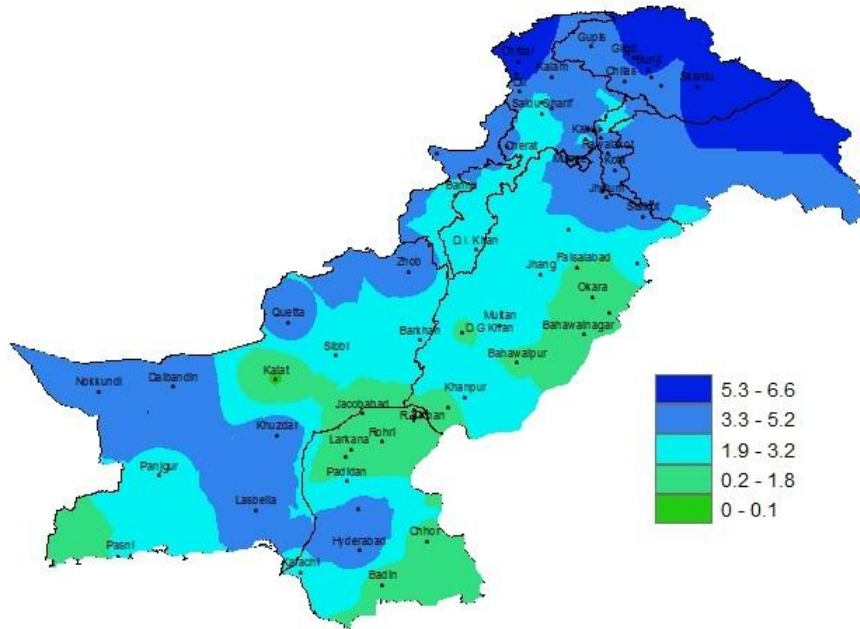 Gupis
Gilgit
Bunji
Chitral
Kalam
Chilas
Skardu
Saidu Sharif
Cherat
Rawalakot
Kotli
Jhelum
Sialkot
D.I. Khan
Zhob
Jhang
Faisalabad
Okara
Quetta
Multan
D.G Khan
Barkhan
Bahawalnagar
Sibbi
Bahawalpur
Kalat
Khanpur
Nokkundi
Dalbandin
Jacobabad
Khuzdar
Rohri
Larkana
Panjgur
Padidan
Lasbella
Hyderabad
Chhor
Pasni
Karachi
Badin
5.3 - 6.6
3.3 - 5.2
1.9 - 3.2
0.2 - 1.8
0 - 0.1